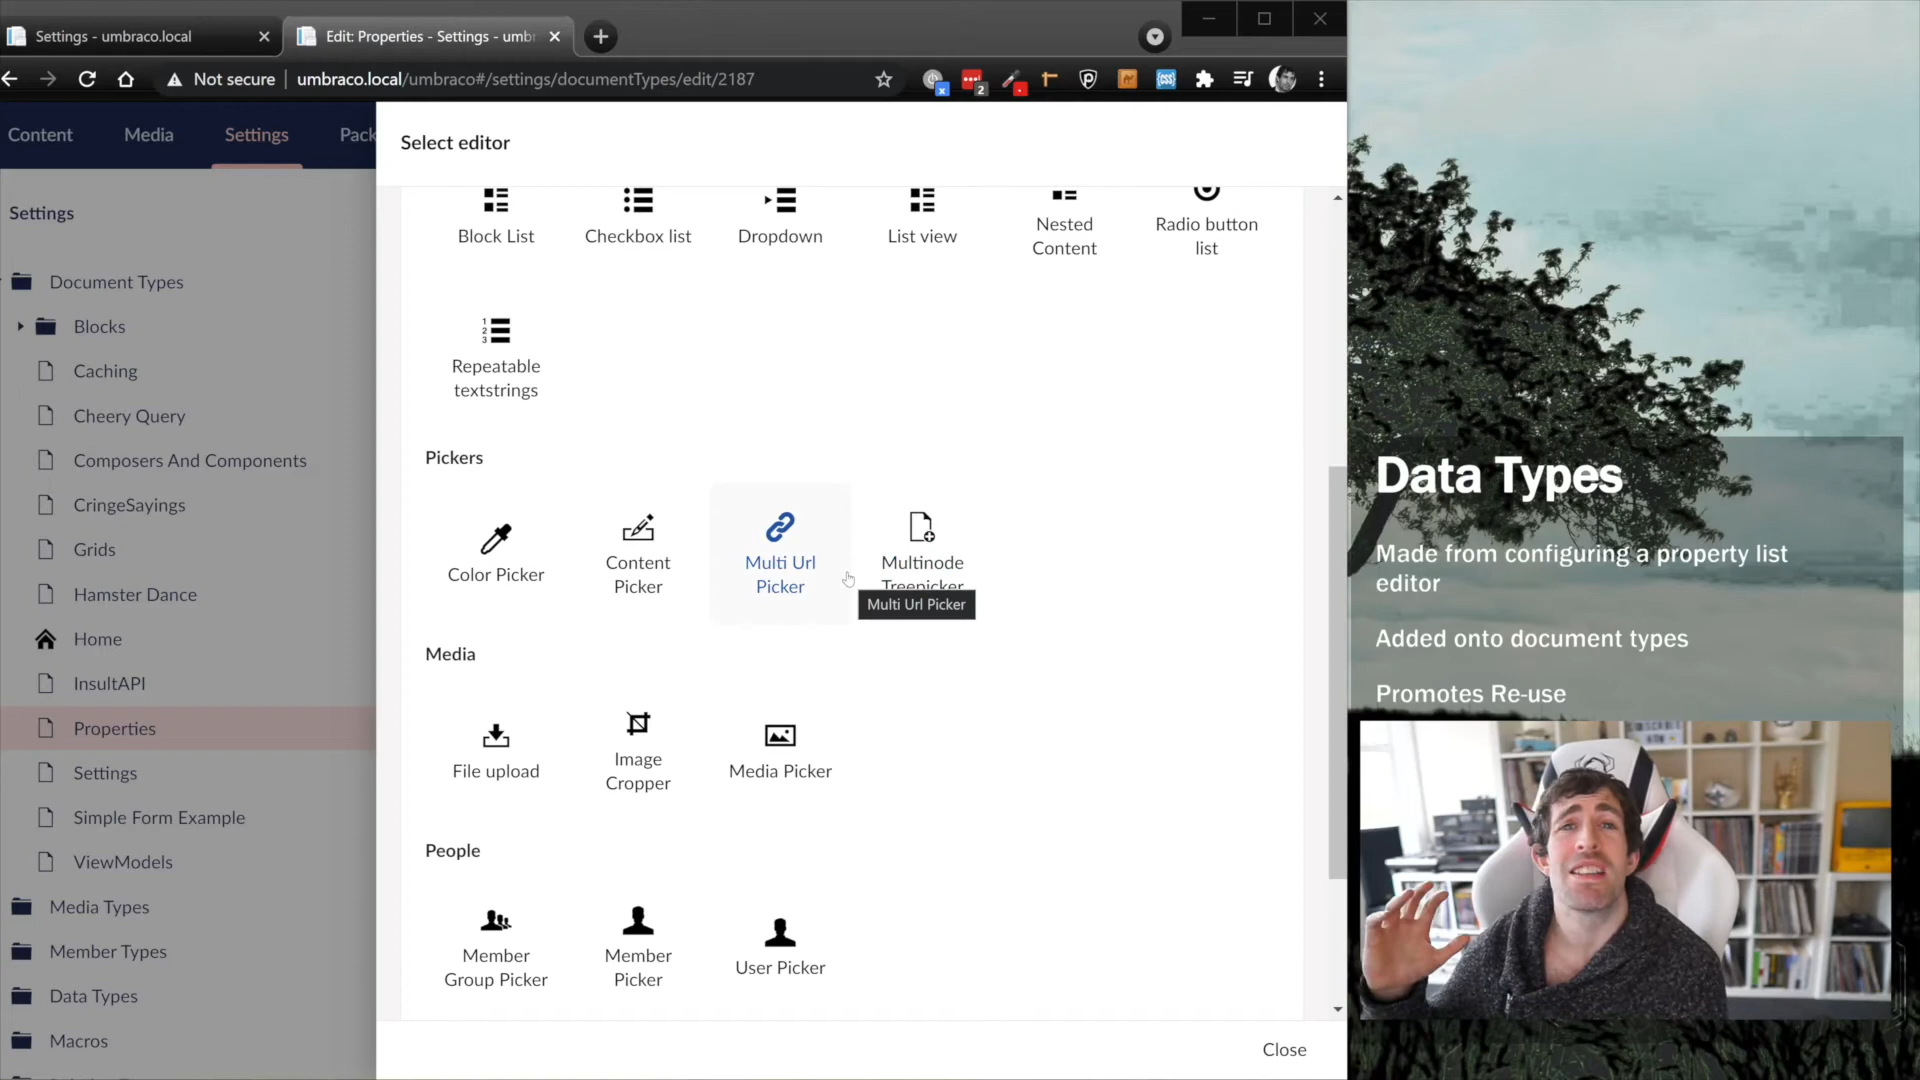 Settings - umbraco.local
Edit: Properties - Settings - umb
Not secure
umbraco.local/umbraco#/settings/documentTypes/edit/2187
2
Content
Media
Settings
Pack
Select editor
Settings
Document Types
Blocks
Caching
Cheery Query
Composers And Components
CringeSayings
Grids
Hamster Dance
Home
InsultAPI
Properties
Settings
Simple Form Example
ViewModels
Media Types
Member Types
Data Types
Macros
Block List
Checkbox list
Dropdown
List view
Nested
Content
Radio button
list
Repeatable
textstrings
Pickers
Color Picker
Content
Picker
Multi Url
Picker
Multinode
Treepicker
Multi Url Picker
Media
File upload
Image
Cropper
Media Picker
People
Member
Group Picker
Member
Picker
User Picker
Close
Data Types
Made from configuring a property list
editor
Added onto document types
Promotes Re-use